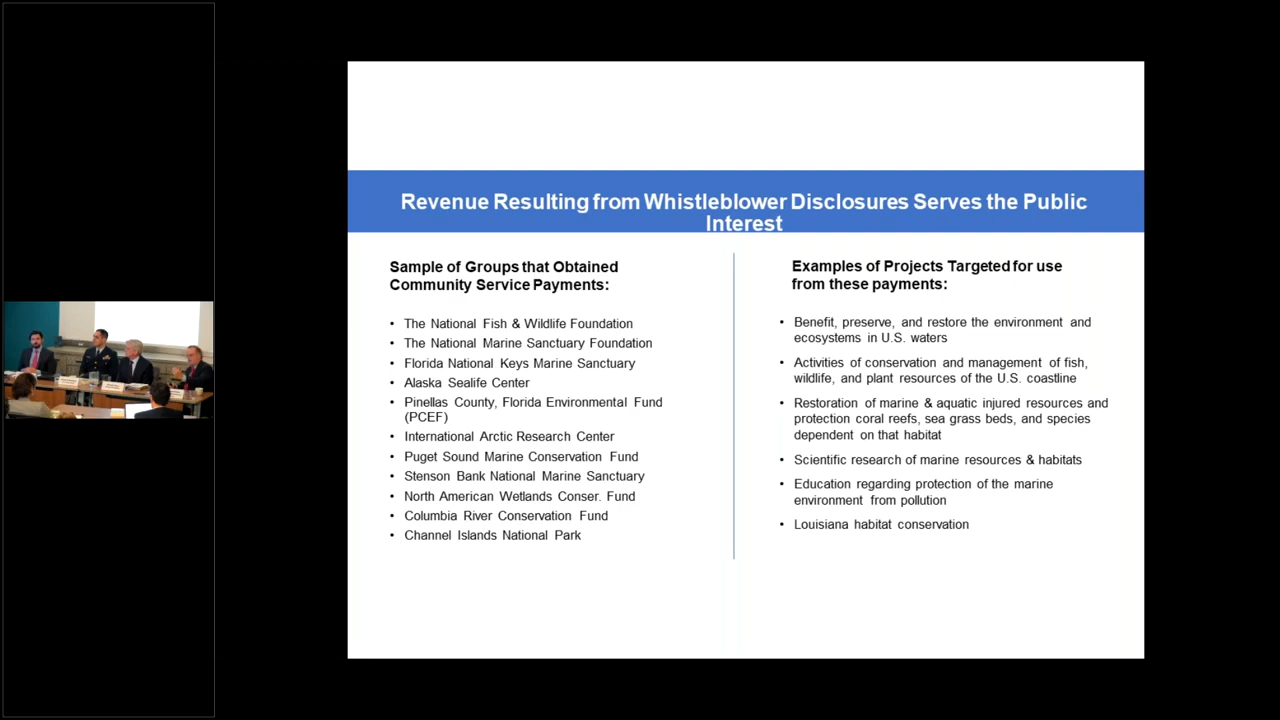 Revenue Resulting from Whistleblower Disclosures Serves the Public
Interest
Sample of Groups that Obtained
Community Service Payments:
• The National Fish & Wildlife Foundation
• The National Marine Sanctuary Foundation
• Florida National Keys Marine Sanctuary
• Alaska Sealife Center
• Pinellas County, Florida Environmental Fund
(PCEF)
• International Arctic Research Center
• Puget Sound Marine Conservation Fund
• Stenson Bank National Marine Sanctuary
• North American Wetlands Conser. Fund
• Columbia River Conservation Fund
• Channel Islands National Park
Examples of Projects Targeted for use
from these payments:
• Benefit, preserve, and restore the environment and
ecosystems in U.S. waters
• Activities of conservation and management of fish,
wildlife, and plant resources of the U.S. coastline
• Restoration of marine & aquatic injured resources and
protection coral reefs, sea grass beds, and species
dependent on that habitat
• Scientific research of marine resources & habitats
• Education regarding protection of the marine
environment from pollution
• Louisiana habitat conservation